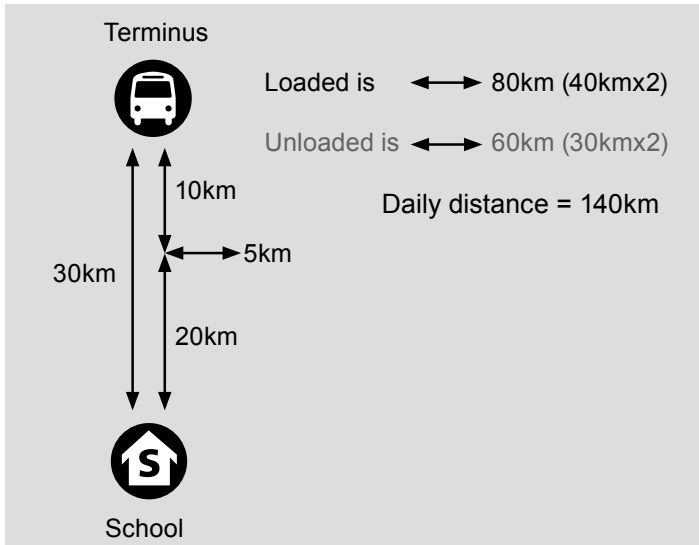 Terminus
Loaded is 80km (40kmx2)
Unloaded is 60km (30kmx2)
10km
Daily distance = 140km
5km
30km
20km
S
School